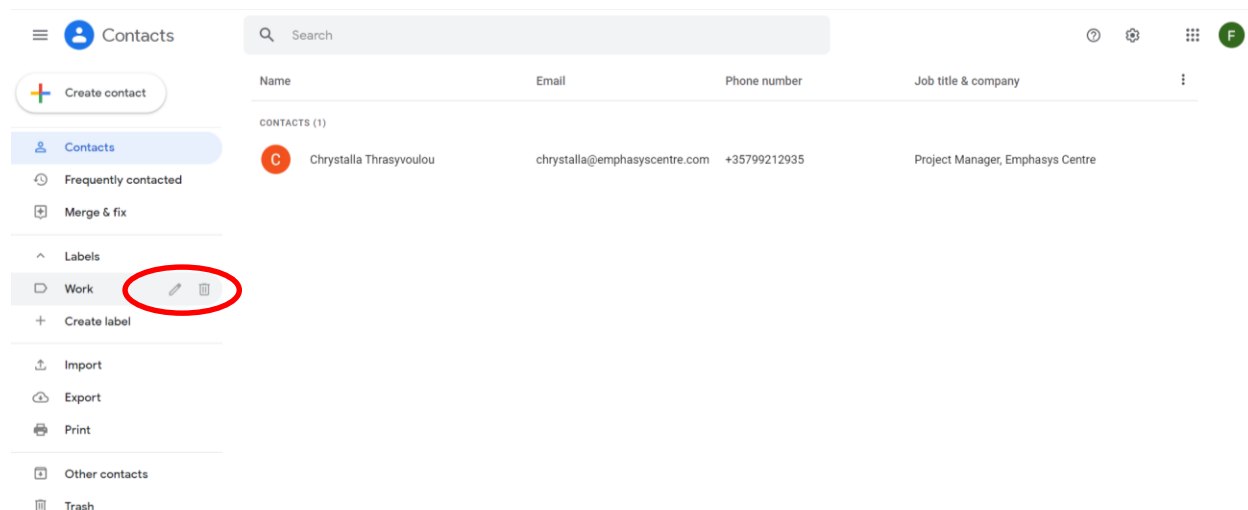 Contacts
Search
F
Create contact
Name Email Phone number Job title & company
CONTACTS (1)
C Chrystalla Thrasyvoulou chrystalla@emphasyscentre.com +35799212935 Project Manager, Emphasys Centre
Contacts
Frequently contacted
Merge & fix
Labels
Work
Create label
Import
Export
Print
Other contacts
Trash